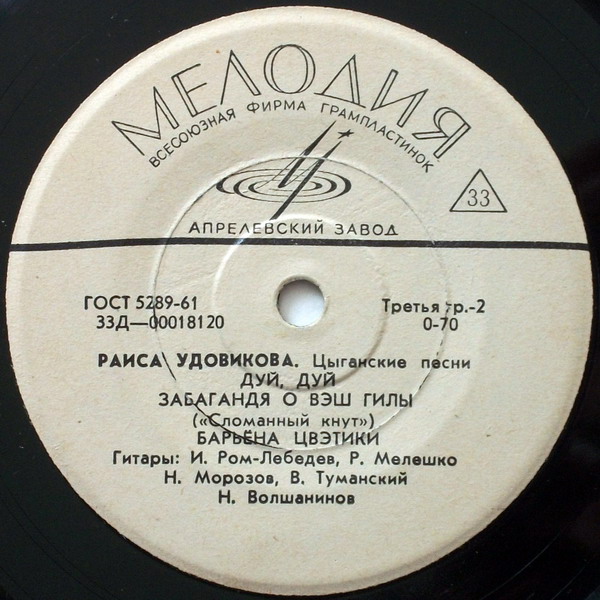 МЕЛОДИЯ
ВСЕСОЮЗНАЯ ФИРМА ГРАМПЛАСТИНОК
33
АПРЕЛЕВСКИЙ ЗАВОД
ГОСТ 5289-61
Третья гр.-2
33Д—00018120
0-70
РАИСА УДОВИКОВА. Цыганские песни
ДУЙ, ДУЙ
ЗАБАГАНДЯ О ВЭШ ГИЛЫ
(«Сломанный кнут»)
БАРЬЁНА ЦВЭТИКИ
Гитары: И. Ром-Лебедев, Р. Мелешко
Н. Морозов, В. Туманский
Н. Волшанинов